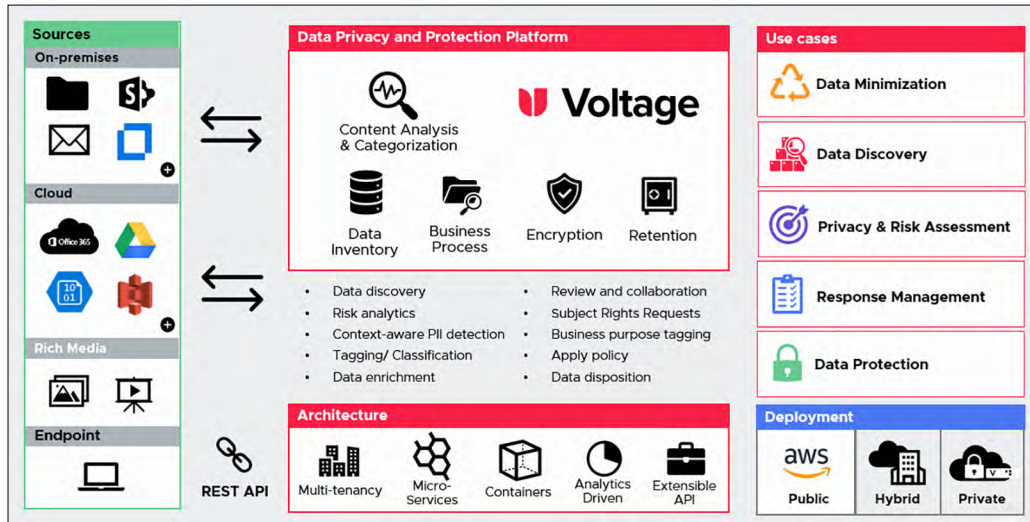 Sources
On-premises
S
Cloud
Office 365
10
01
Rich Media
Endpoint
REST API
Data Privacy and Protection Platform
Content Analysis
& Categorization
Voltage
Data
Inventory
Business
Process
Encryption
Retention
• Data discovery
• Risk analytics
• Context-aware PII detection
• Tagging/ Classification
• Data enrichment
• Review and collaboration
• Subject Rights Requests
• Business purpose tagging
• Apply policy
• Data disposition
Architecture
Multi-tenancy
Micro-
Services
Containers
Analytics
Driven
Extensible
API
Use cases
Data Minimization
Data Discovery
Privacy & Risk Assessment
Response Management
Data Protection
Deployment
aws
Public
Hybrid
V
Private